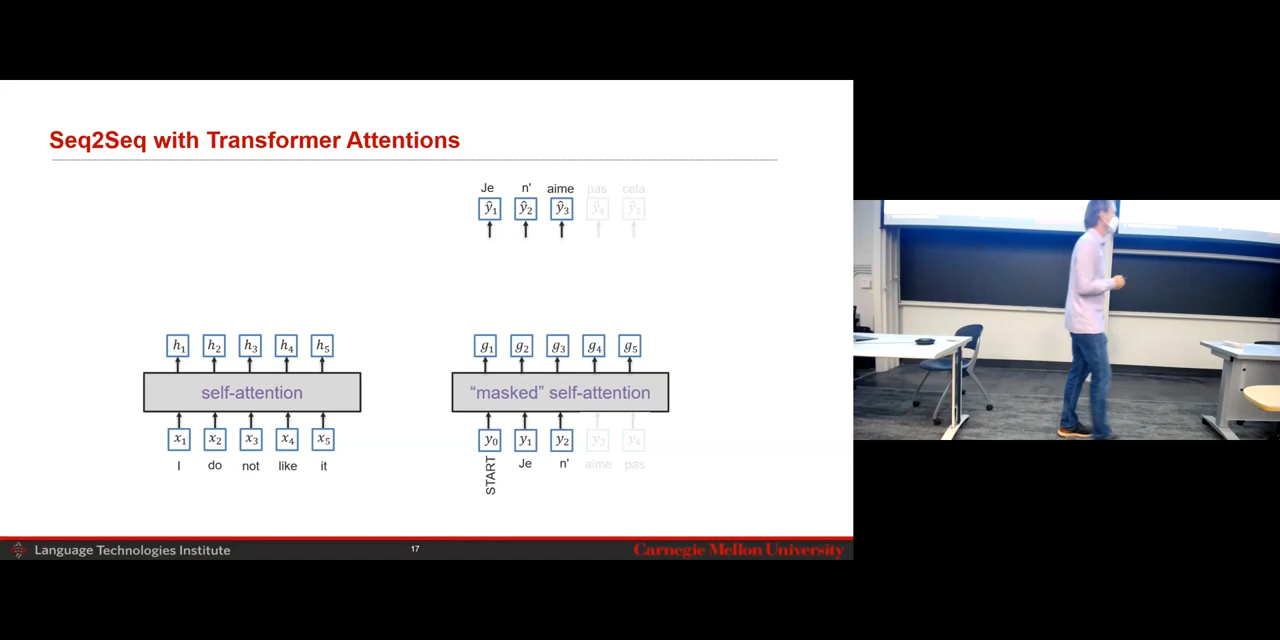 Seq2Seq with Transformer Attentions
Je n' aime pas cela
ŷ1 ŷ2 ŷ3 ŷ4 ŷ5
h1 h2 h3 h4 h5
self-attention
x1 x2 x3 x4 x5
I do not like it
g1 g2 g3 g4 g5
“masked” self-attention
y0 y1 y2 y3 y4
START Je n' aime pas
Language Technologies Institute
17
Carnegie Mellon University